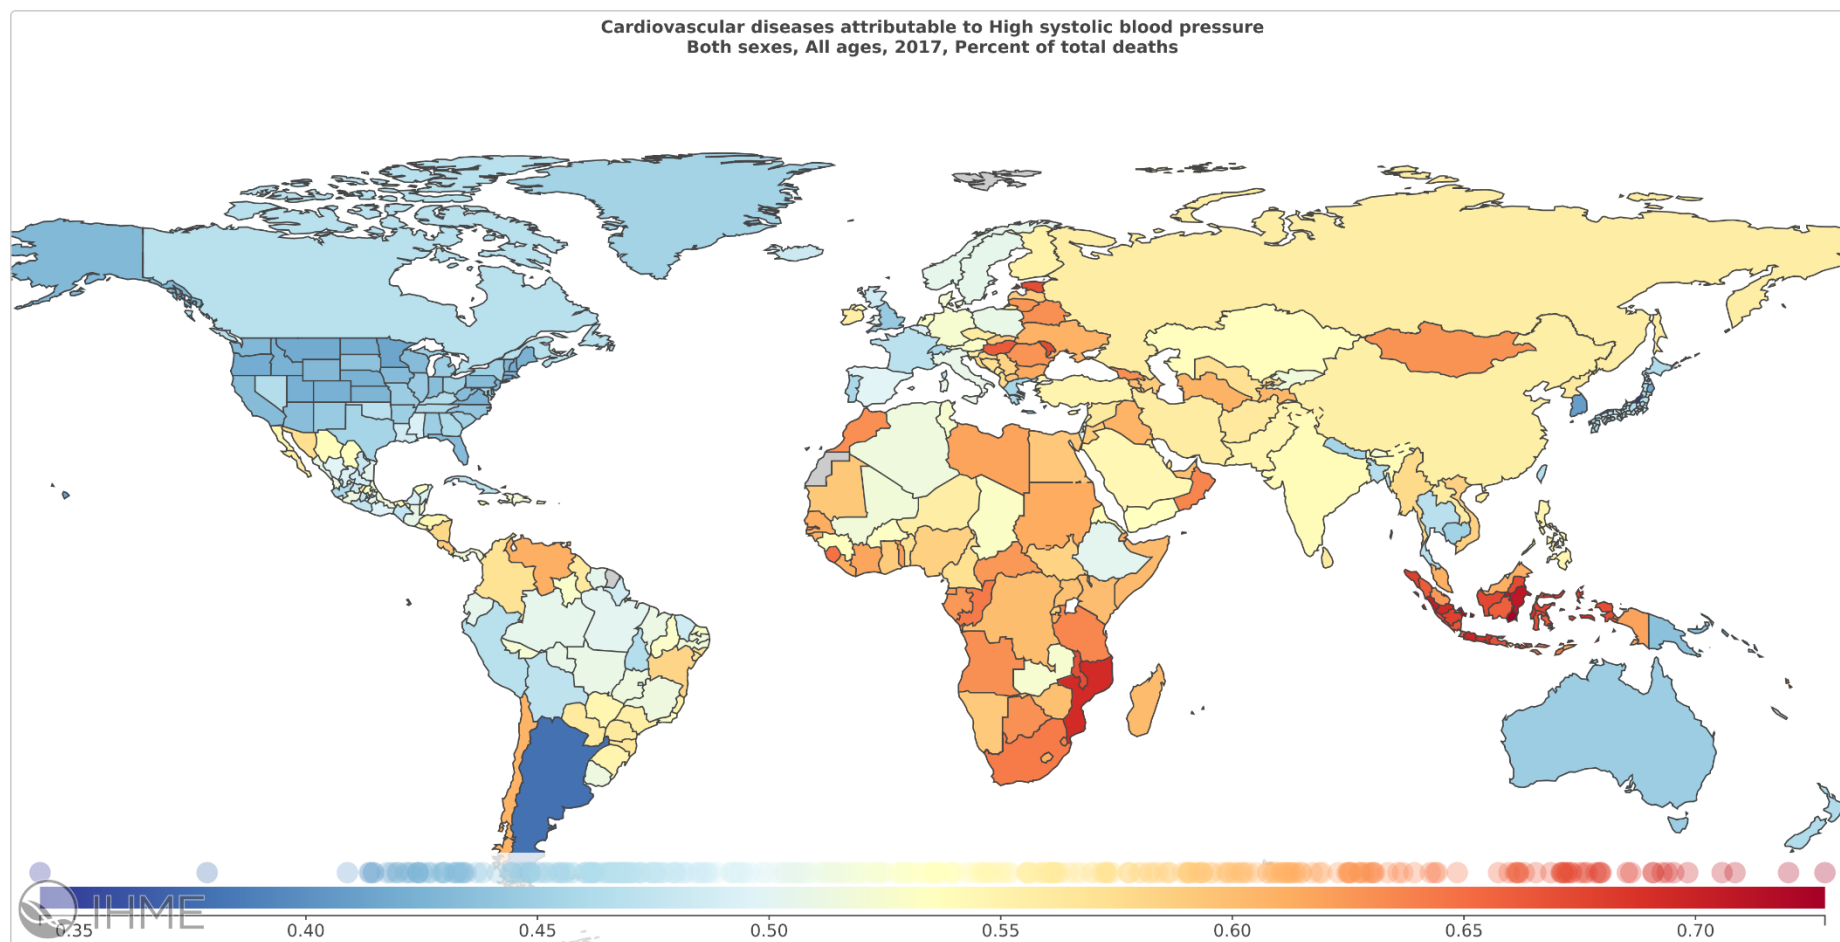 Cardiovascular diseases attributable to High systolic blood pressure
Both sexes, All ages, 2017, Percent of total deaths
IHME
0.35 0.40 0.45 0.50 0.55 0.60 0.65 0.70